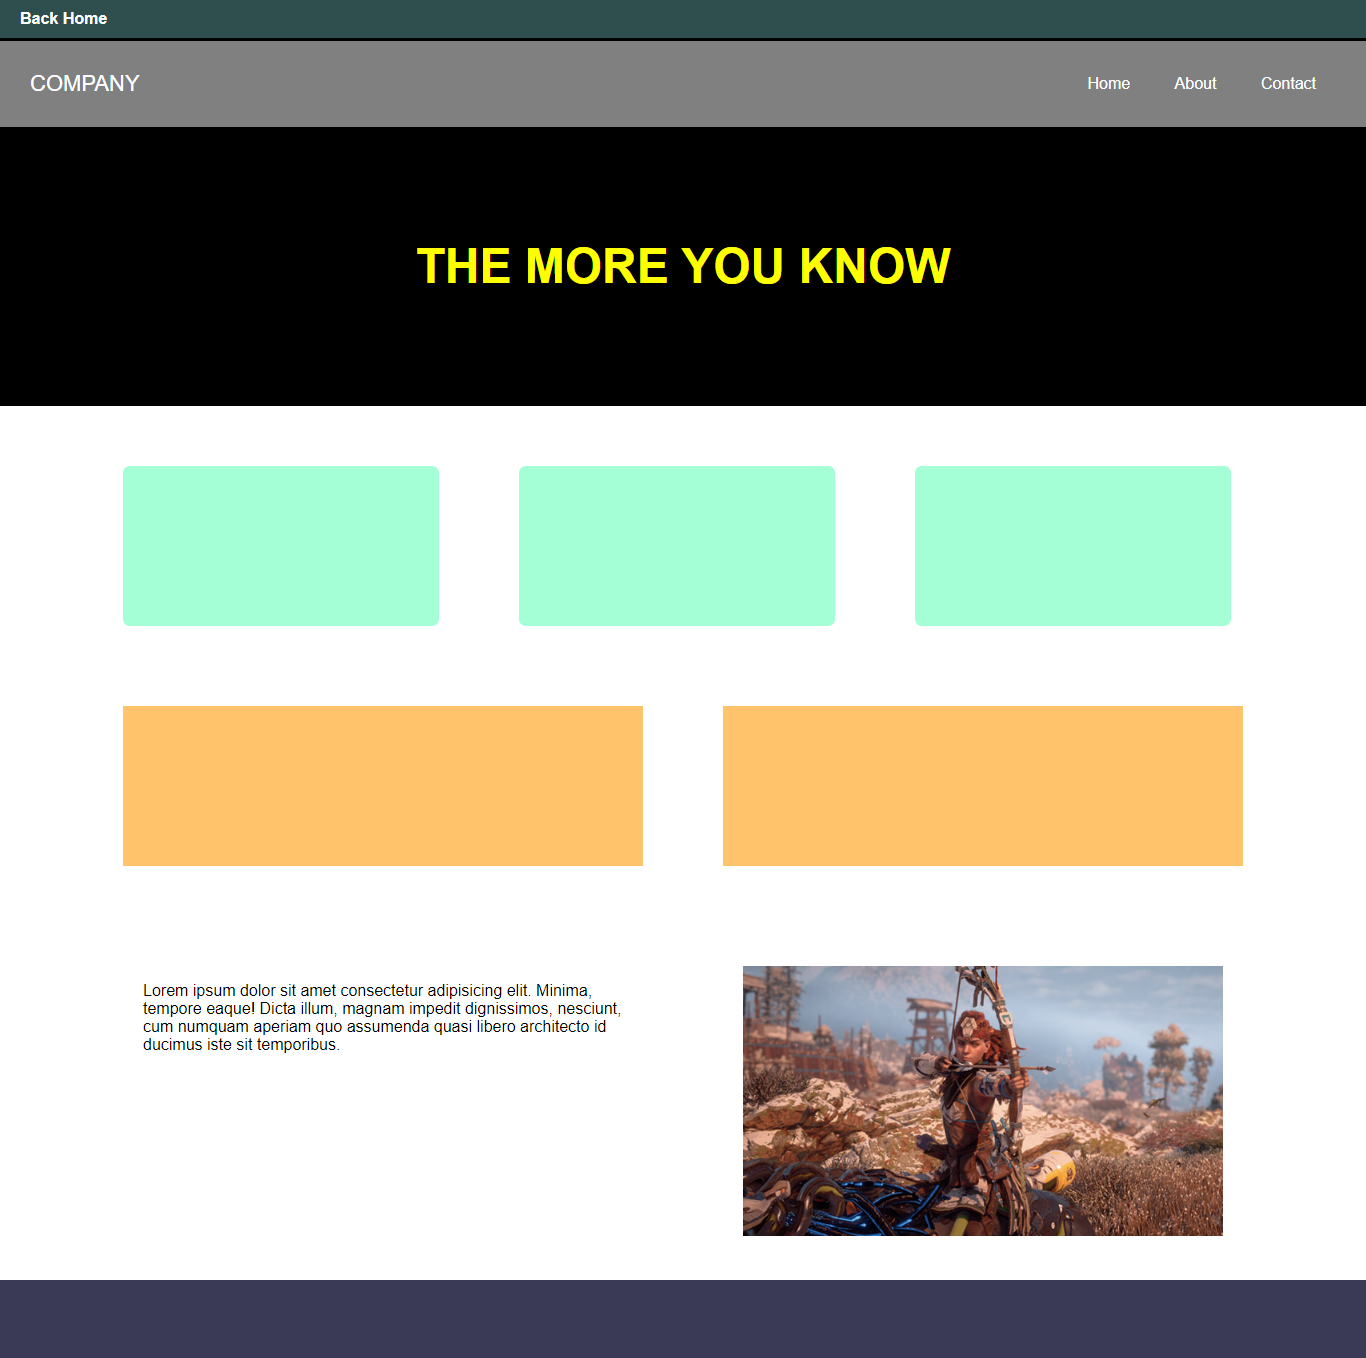 Back Home
COMPANY
Home
About
Contact
THE MORE YOU KNOW
Lorem ipsum dolor sit amet consectetur adipisicing elit. Minima,
tempore eaque! Dicta illum, magnam impedit dignissimos, nesciunt,
cum numquam aperiam quo assumenda quasi libero architecto id
ducimus iste sit temporibus.